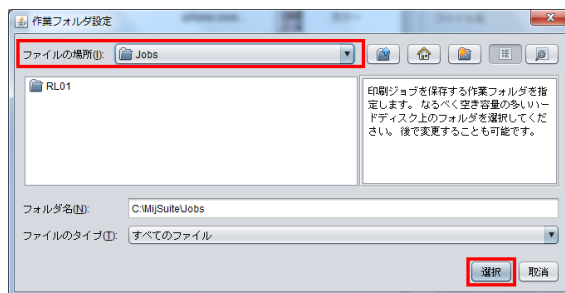 作業フォルダ設定
ファイルの場所(I): Jobs
RL01
印刷ジョブを保存する作業フォルダを指
定します。 なるべく空き容量の多いハー
ドディスク上のフォルダを選択してくだ
さい。後で変更することも可能です。
フォルダ名(N): C:\MijSuite\Jobs
ファイルのタイプ(T): すべてのファイル
選択 取消